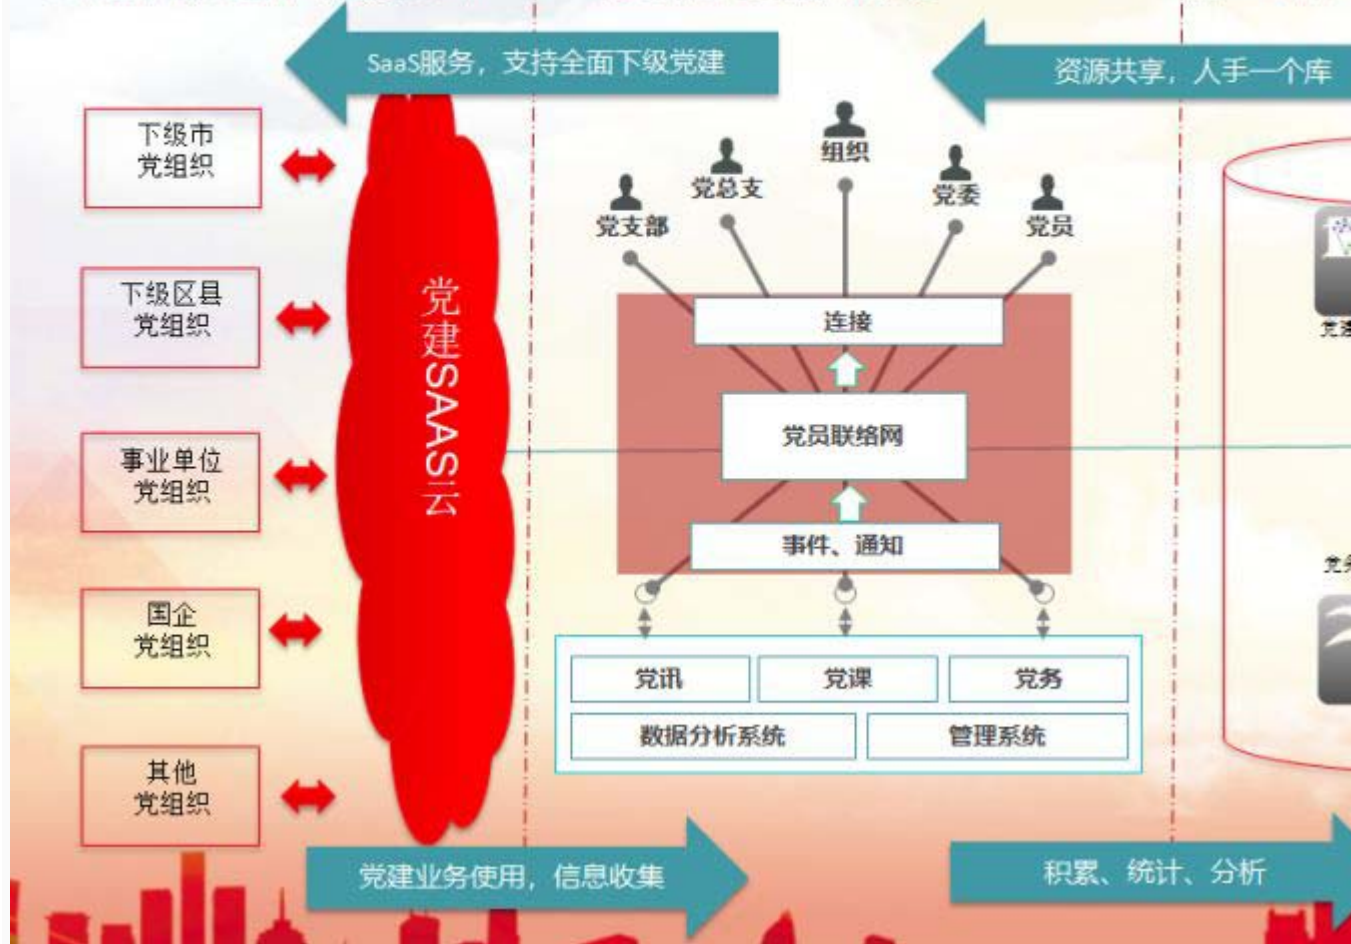 SaaS服务，支持全面下级党建
资源共享，人手一个库
下级市
党组织
下级区县
党组织
事业单位
党组织
国企
党组织
其他
党组织
党建SAAS云
组织
党总支
党委
党支部
党员
连接
党员联络网
事件、通知
党讯
党课
党务
数据分析系统
管理系统
党建业务使用，信息收集
积累、统计、分析